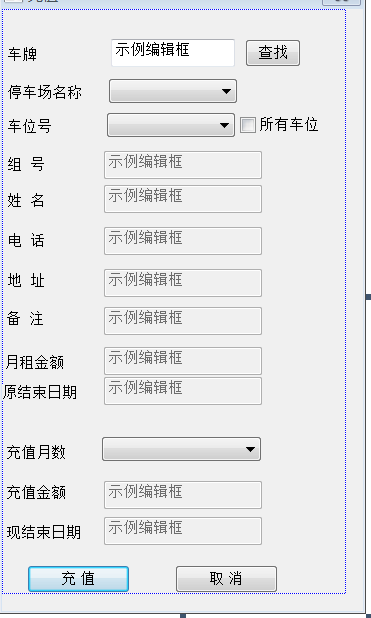 车牌 示例编辑框 查找
停车场名称
车位号 所有车位
组 号 示例编辑框
姓 名 示例编辑框
电 话 示例编辑框
地 址 示例编辑框
备 注 示例编辑框
月租金额 示例编辑框
原结束日期 示例编辑框
充值月数
充值金额 示例编辑框
现结束日期 示例编辑框
充 值 取 消